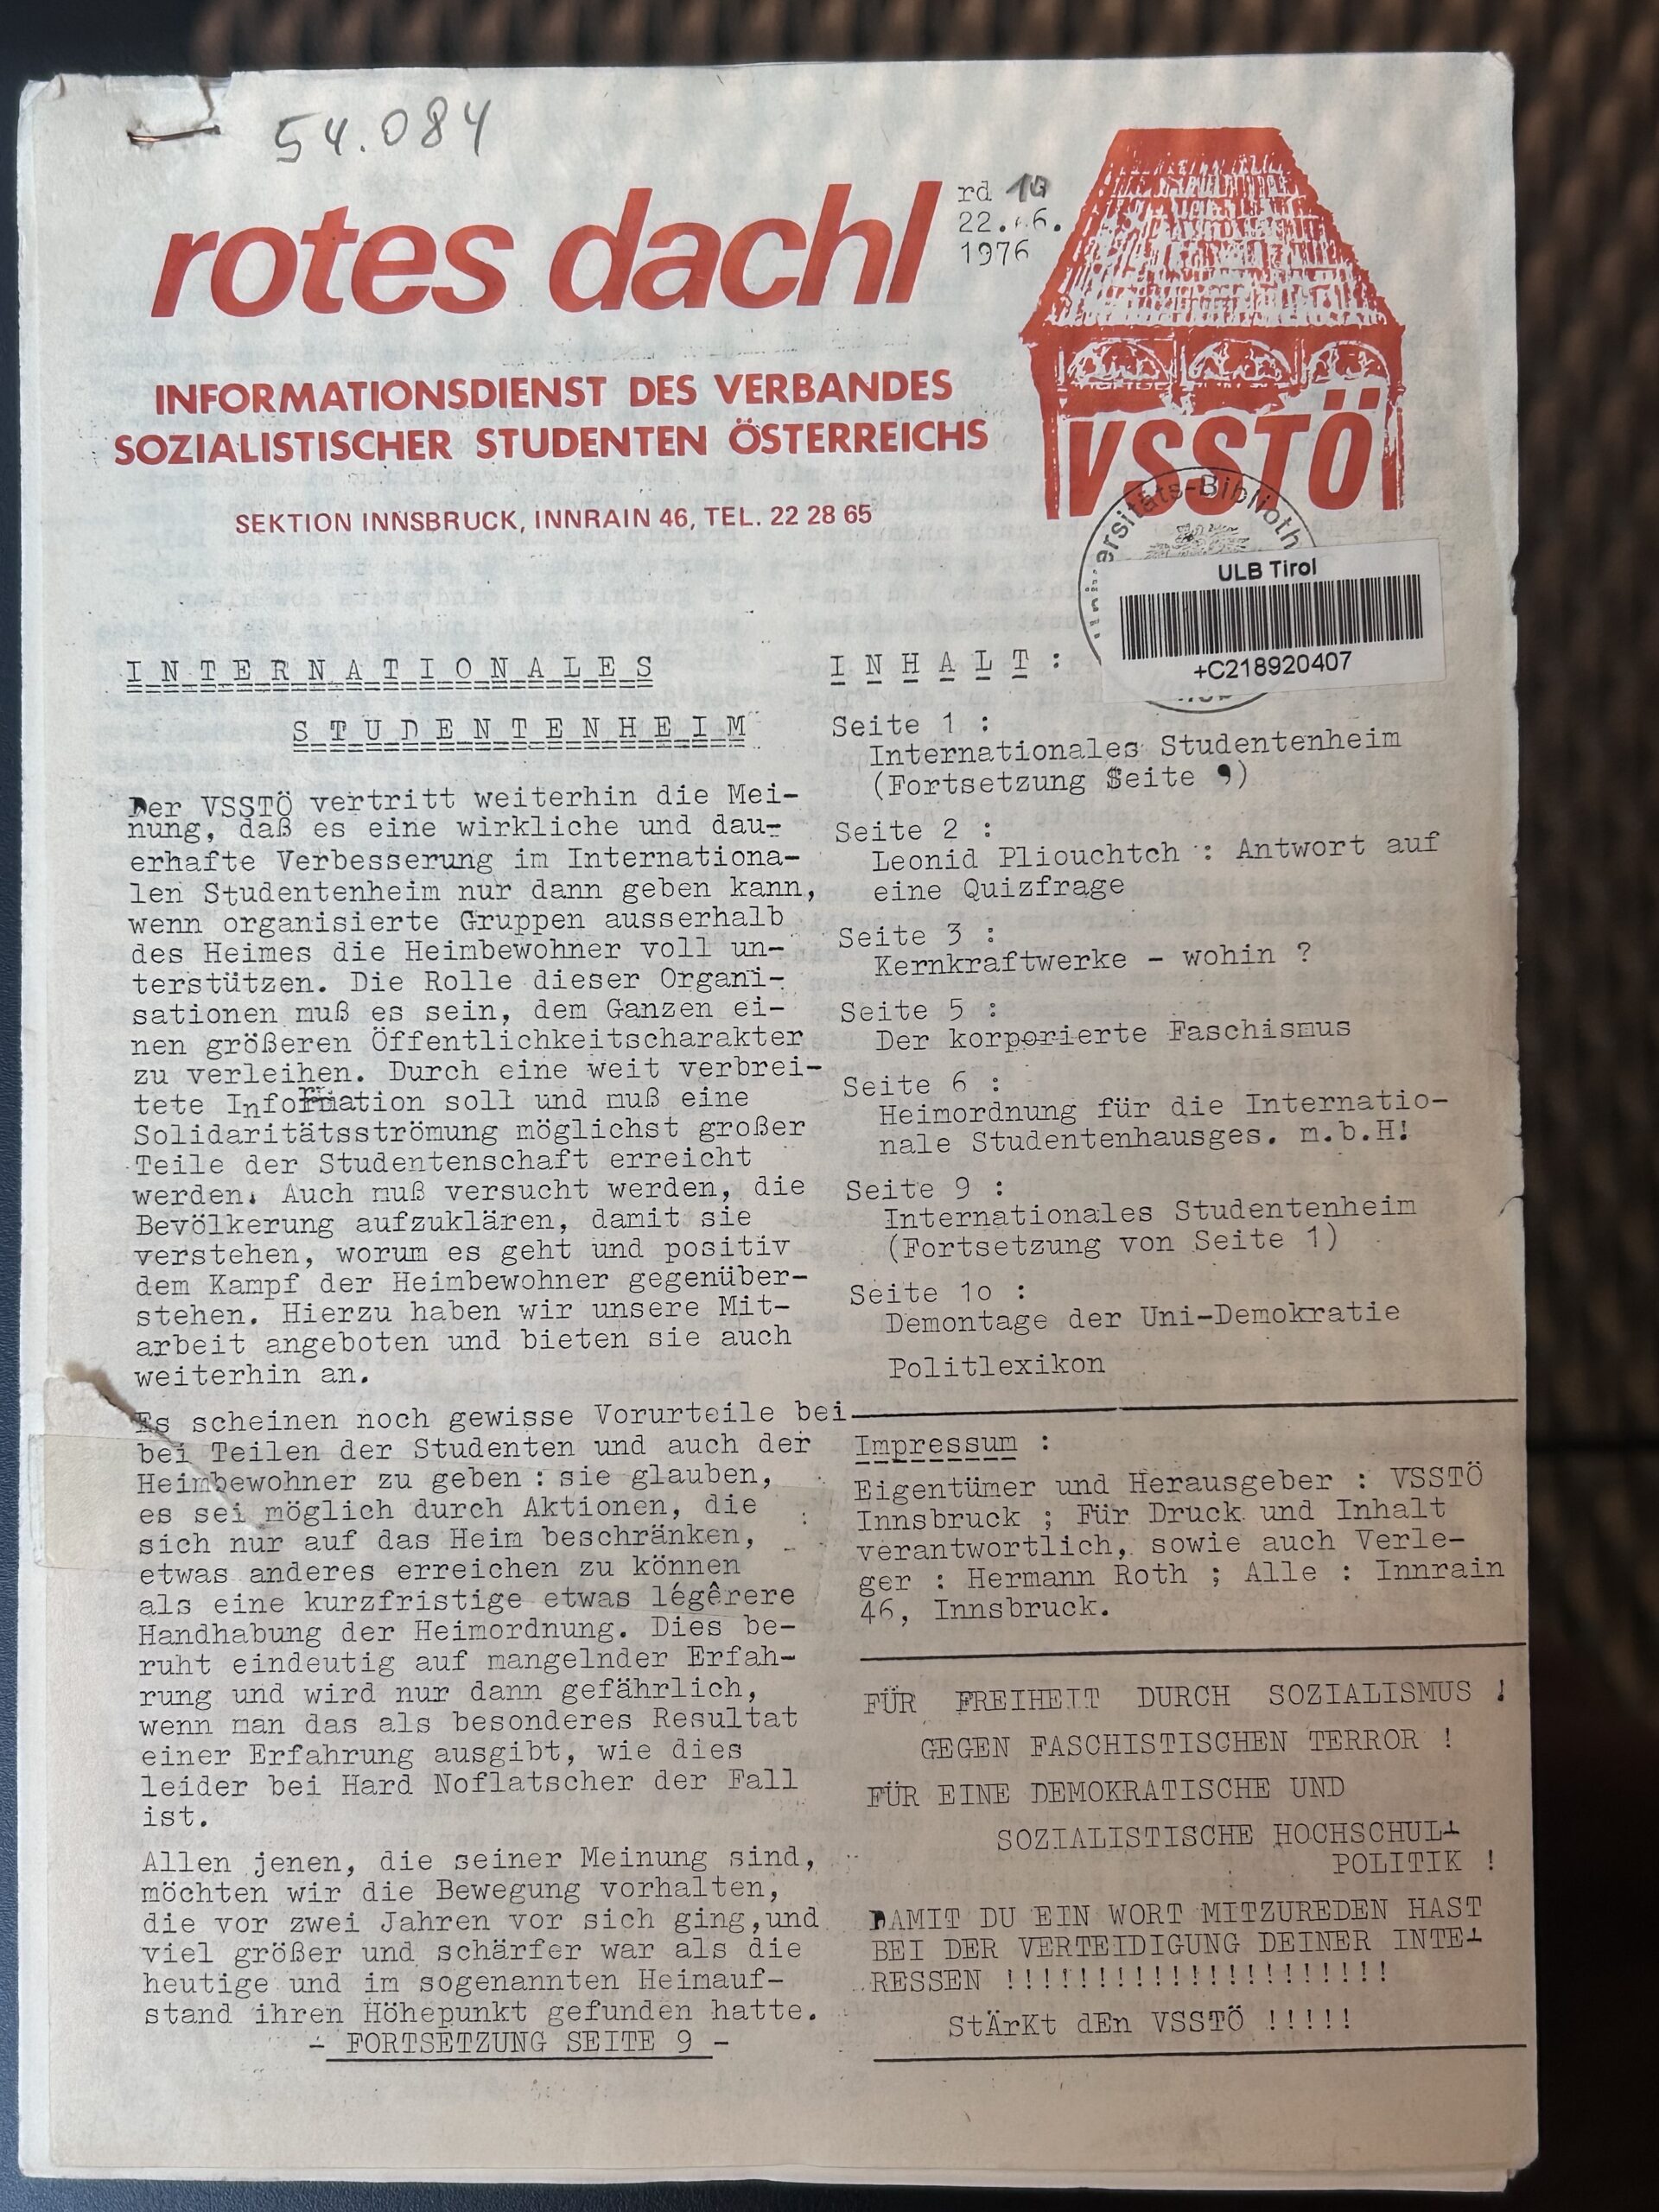 54.084
rotes dachl
rd 10
22. 6.
1976
INFORMATIONSDIENST DES VERBANDES
SOZIALISTISCHER STUDENTEN ÖSTERREICHS
SEKTION INNSBRUCK, INNRAIN 46, TEL. 22 28 65
VSSTÖ
ULB Tirol
+C218920407
INTERNATIONALES
STUDENTENHEIM
Der VSSTÖ vertritt weiterhin die Mei-
nung, daß es eine wirkliche und dau-
erhafte Verbesserung im Internationa-
len Studentenheim nur dann geben kann,
wenn organisierte Gruppen ausserhalb
des Heimes die Heimbewohner voll un-
terstützen. Die Rolle dieser Organi-
sationen muß es sein, dem Ganzen ei-
nen größeren Öffentlichkeitscharakter
zu verleihen. Durch eine weit verbrei-
tete Information soll und muß eine
Solidaritätsströmung möglichst großer
Teile der Studentenschaft erreicht
werden. Auch muß versucht werden, die
Bevölkerung aufzuklären, damit sie
verstehen, worum es geht und positiv
dem Kampf der Heimbewohner gegenüber-
stehen. Hierzu haben wir unsere Mit-
arbeit angeboten und bieten sie auch
weiterhin an.
Es scheinen noch gewisse Vorurteile bei
bei Teilen der Studenten und auch der
Heimbewohner zu geben : sie glauben,
es sei möglich durch Aktionen, die
sich nur auf das Heim beschränken,
etwas anderes erreichen zu können
als eine kurzfristige etwas légêrere
Handhabung der Heimordnung. Dies be-
ruht eindeutig auf mangelnder Erfah-
rung und wird nur dann gefährlich,
wenn man das als besonderes Resultat
einer Erfahrung ausgibt, wie dies
leider bei Hard Noflatscher der Fall
ist.
Allen jenen, die seiner Meinung sind,
möchten wir die Bewegung vorhalten,
die vor zwei Jahren vor sich ging,und
viel größer und schärfer war als die
heutige und im sogenannten Heimauf-
stand ihren Höhepunkt gefunden hatte.
- FORTSETZUNG SEITE 9 -
INHALT :
Seite 1 :
Internationales Studentenheim
(Fortsetzung Seite 9)
Seite 2 :
Leonid Pliouchtch : Antwort auf
eine Quizfrage
Seite 3 :
Kernkraftwerke - wohin ?
Seite 5 :
Der korporierte Faschismus
Seite 6 :
Heimordnung für die Internatio-
nale Studentenhausges. m.b.H!
Seite 9 :
Internationales Studentenheim
(Fortsetzung von Seite 1)
Seite 1o :
Demontage der Uni-Demokratie
Politlexikon
Impressum :
Eigentümer und Herausgeber : VSSTÖ
Innsbruck ; Für Druck und Inhalt
verantwortlich, sowie auch Verle-
ger : Hermann Roth ; Alle : Innrain
46, Innsbruck.
FÜR FREIHEIT DURCH SOZIALISMUS !
GEGEN FASCHISTISCHEN TERROR !
FÜR EINE DEMOKRATISCHE UND
SOZIALISTISCHE HOCHSCHUL-
POLITIK !
DAMIT DU EIN WORT MITZUREDEN HAST
BEI DER VERTEIDIGUNG DEINER INTE-
RESSEN !!!!!!!!!!!!!!!!!!!!!
StÄrKt dEn VSSTÖ !!!!!